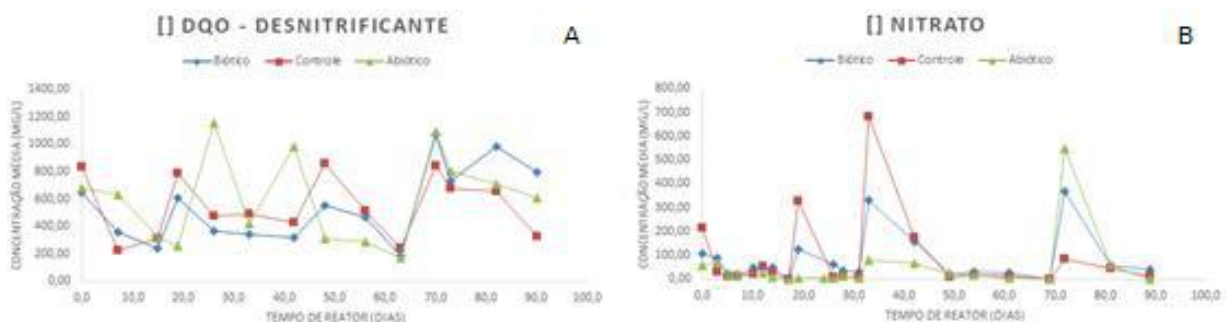 [] DQO - DESNITRIFICANTE
A
Biótico Controle Abiótico
CONCENTRAÇÃO MÉDIA (MG/L)
1400,00
1200,00
1000,00
800,00
600,00
400,00
200,00
0,00
0,0 10,0 20,0 30,0 40,0 50,0 60,0 70,0 80,0 90,0 100,0
TEMPO DE REATOR (DIAS)
[] NITRATO
B
Biótico Controle Abiótico
CONCENTRAÇÃO MÉDIA (MG/L)
800,00
700,00
600,00
500,00
400,00
300,00
200,00
100,00
0,00
0,0 10,0 20,0 30,0 40,0 50,0 60,0 70,0 80,0 90,0 100,0
TEMPO DE REATOR (DIAS)